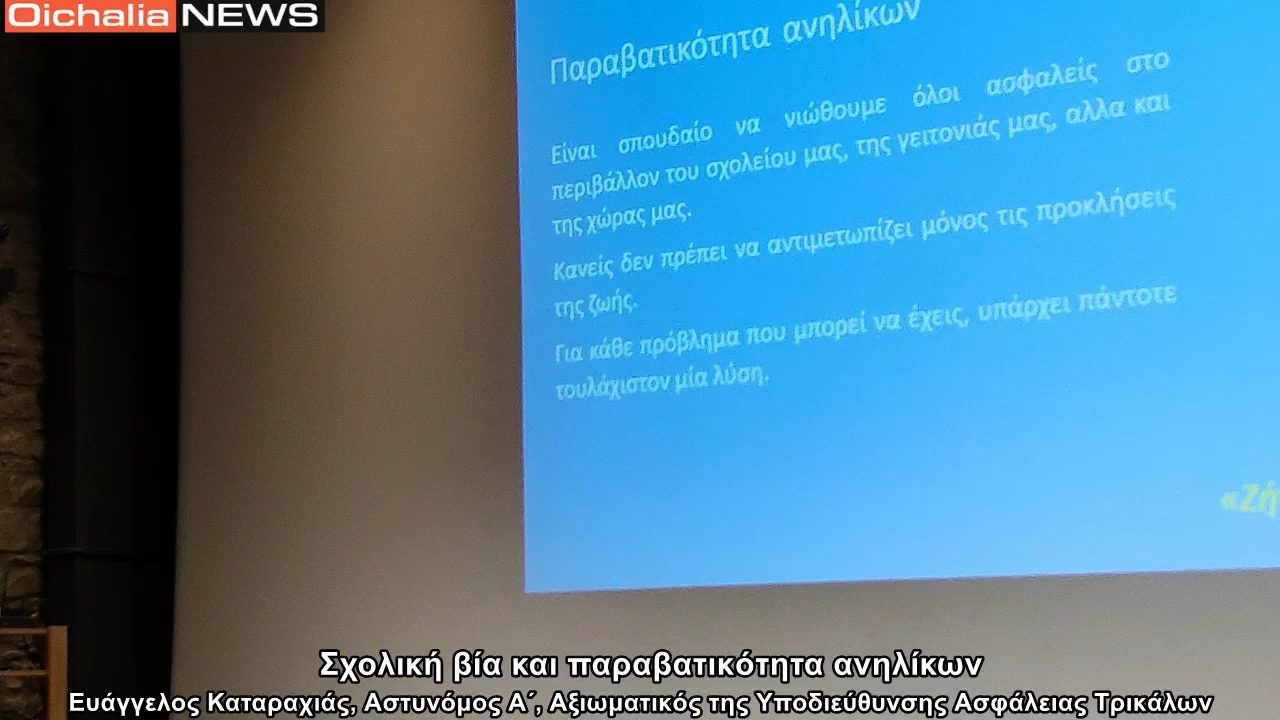 Oichalia NEWS
Παραβατικότητα ανηλίκων
Είναι σπουδαίο να νιώθουμε όλοι ασφαλείς στο
περιβάλλον του σχολείου μας, της γειτονιάς μας, αλλα και
της χώρας μας.
Κανείς δεν πρέπει να αντιμετωπίζει μόνος τις προκλήσεις
της ζωής.
Για κάθε πρόβλημα που μπορεί να έχεις, υπάρχει πάντοτε
τουλάχιστον μία λύση.
«Ζή
Σχολική βία και παραβατικότητα ανηλίκων
Ευάγγελος Καταραχιάς, Αστυνόμος Α΄, Αξιωματικός της Υποδιεύθυνσης Ασφάλειας Τρικάλων